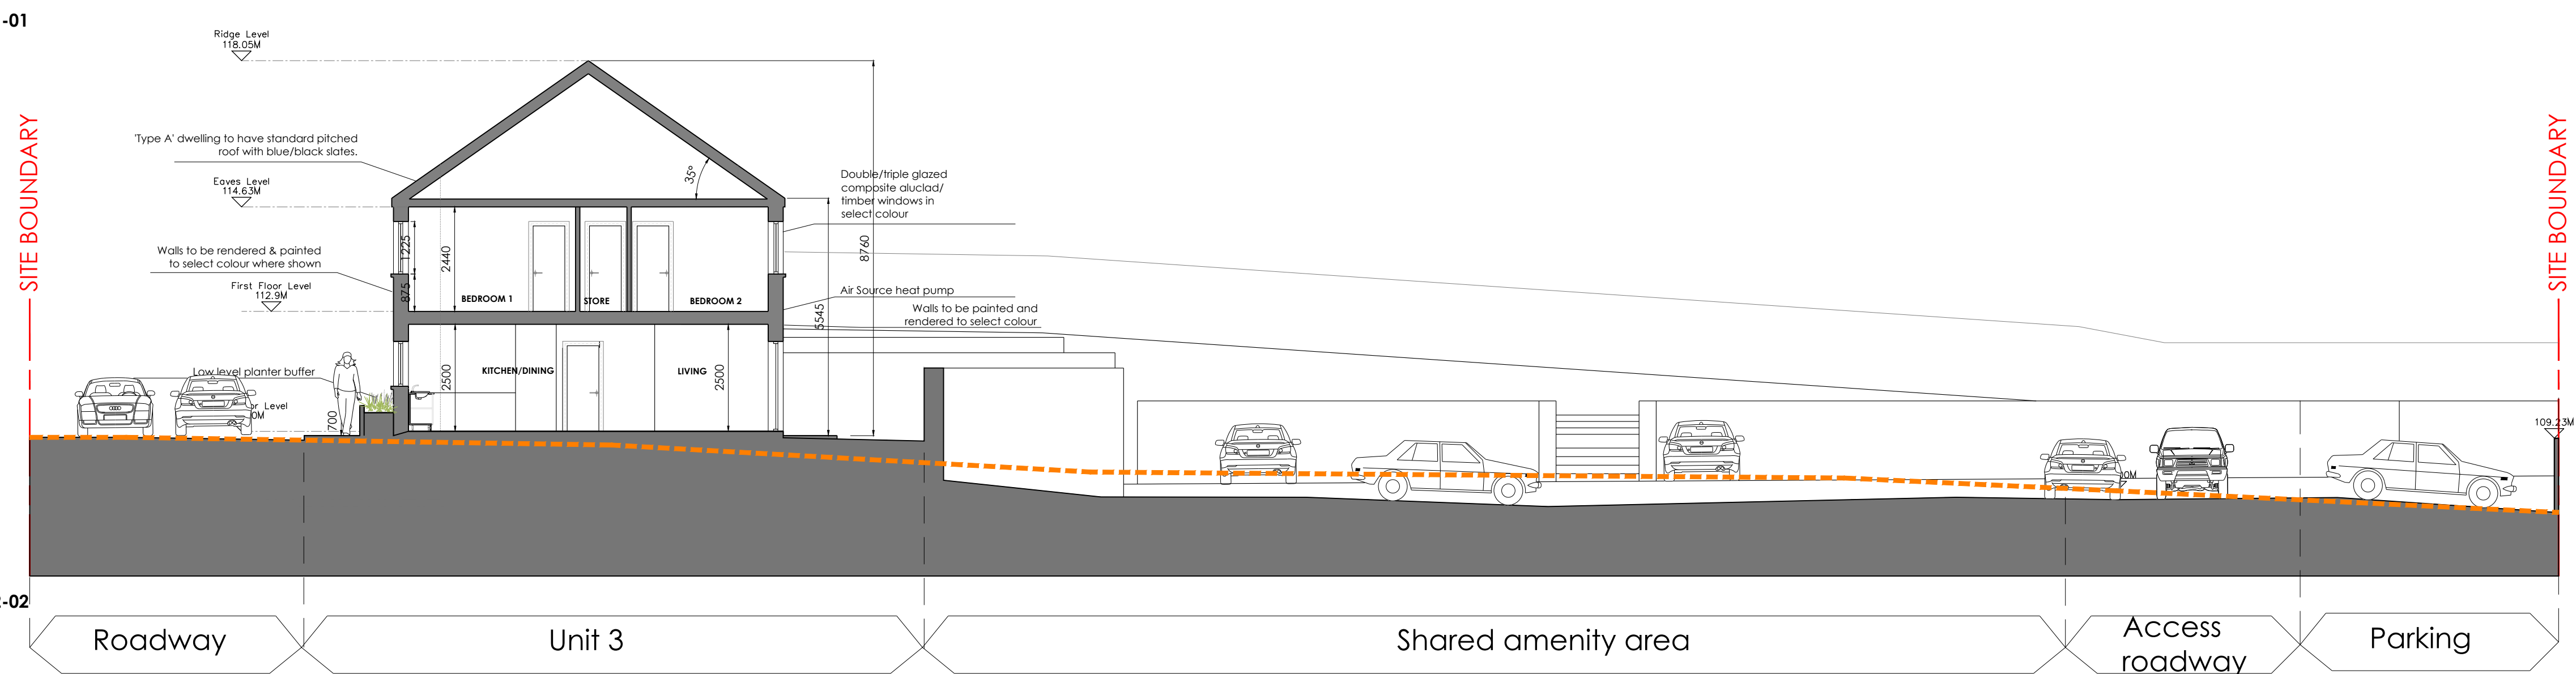 -01
Ridge Level
118.05M
SITE BOUNDARY
'Type A' dwelling to have standard pitched
roof with blue/black slates.
35°
Eaves Level
114.63M
Double/triple glazed
composite aluclad/
timber windows in
select colour
SITE BOUNDARY
Walls to be rendered & painted
to select colour where shown
1225
2440
8760
875
First Floor Level
112.9M
BEDROOM 1
STORE
BEDROOM 2
Air Source heat pump
Walls to be painted and
rendered to select colour
5545
Low level planter buffer
2500
KITCHEN/DINING
LIVING
2500
Level
700
109.23M
-02
Roadway
Unit 3
Shared amenity area
Access
roadway
Parking